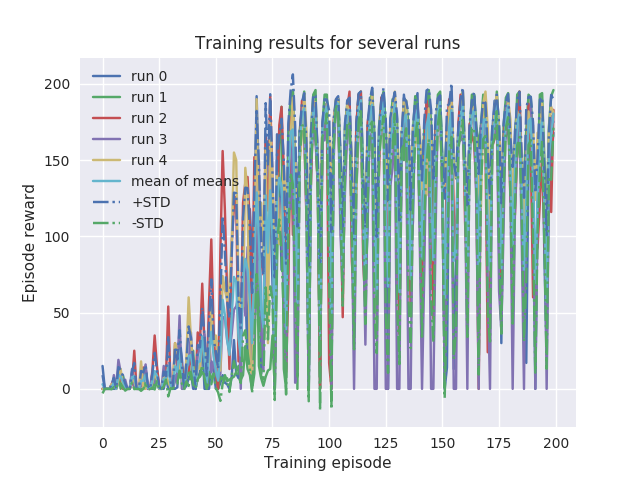 Training results for several runs
run 0
run 1
run 2
run 3
run 4
mean of means
+STD
-STD
200
150
100
50
0
Episode reward
0 25 50 75 100 125 150 175 200
Training episode